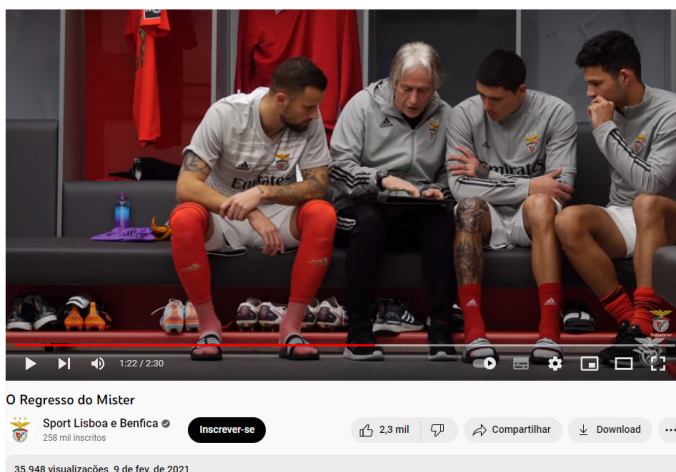 Emirates
Emirates
1:22 / 2:30
O Regresso do Mister
Sport Lisboa e Benfica
258 mil inscritos
Inscrever-se
2,3 mil
Compartilhar
Download
35.948 visualizações 9 de fev. de 2021